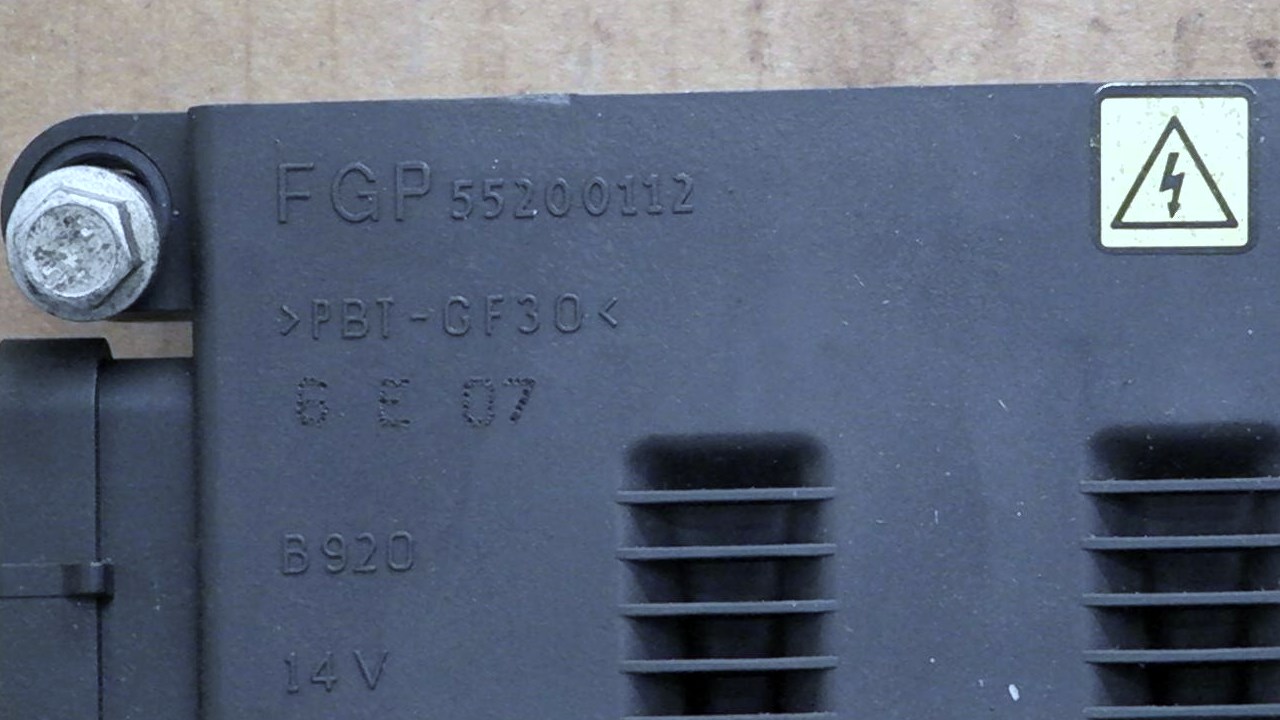 FGP 55200112
>PBT-GF30<
6 E 07
B920
14V